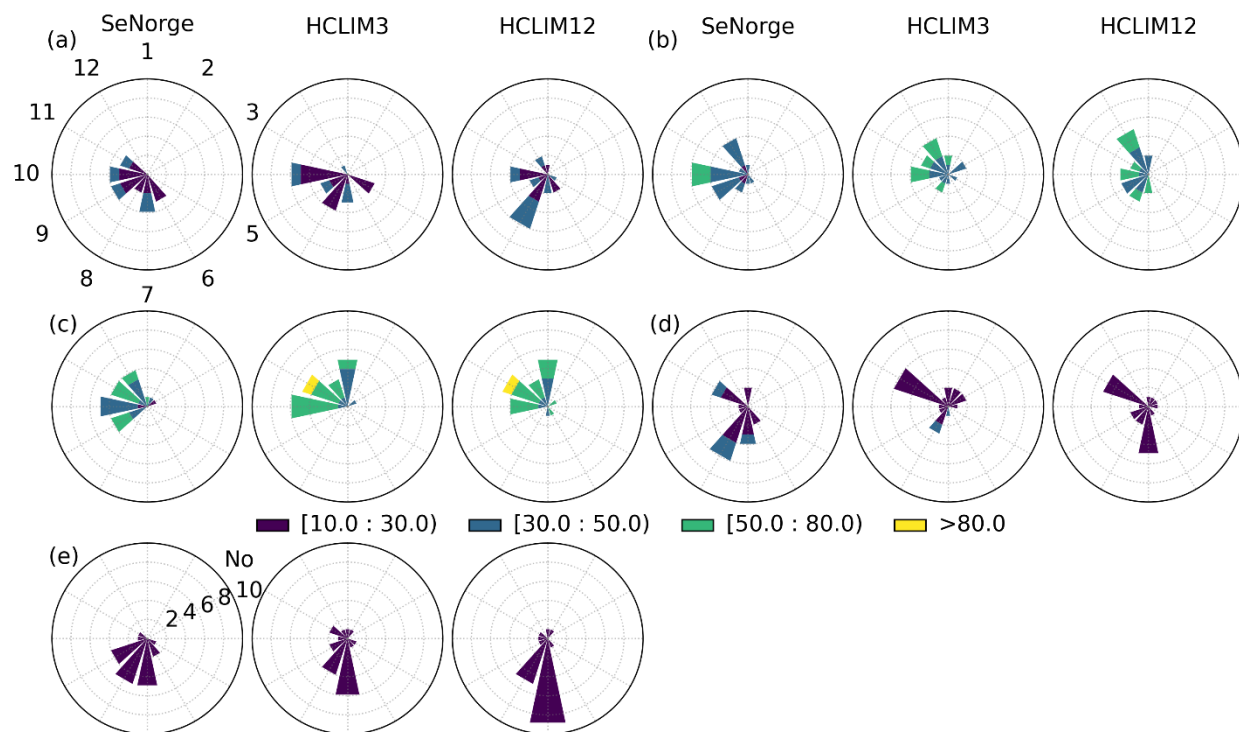 SeNorge HCLIM3 HCLIM12 SeNorge HCLIM3 HCLIM12
(a) (b)
1
12 2
11 3
10
9 5
8 6
7
(c) (d)
[10.0 : 30.0) [30.0 : 50.0) [50.0 : 80.0) >80.0
(e) No
2 4 6 8 10